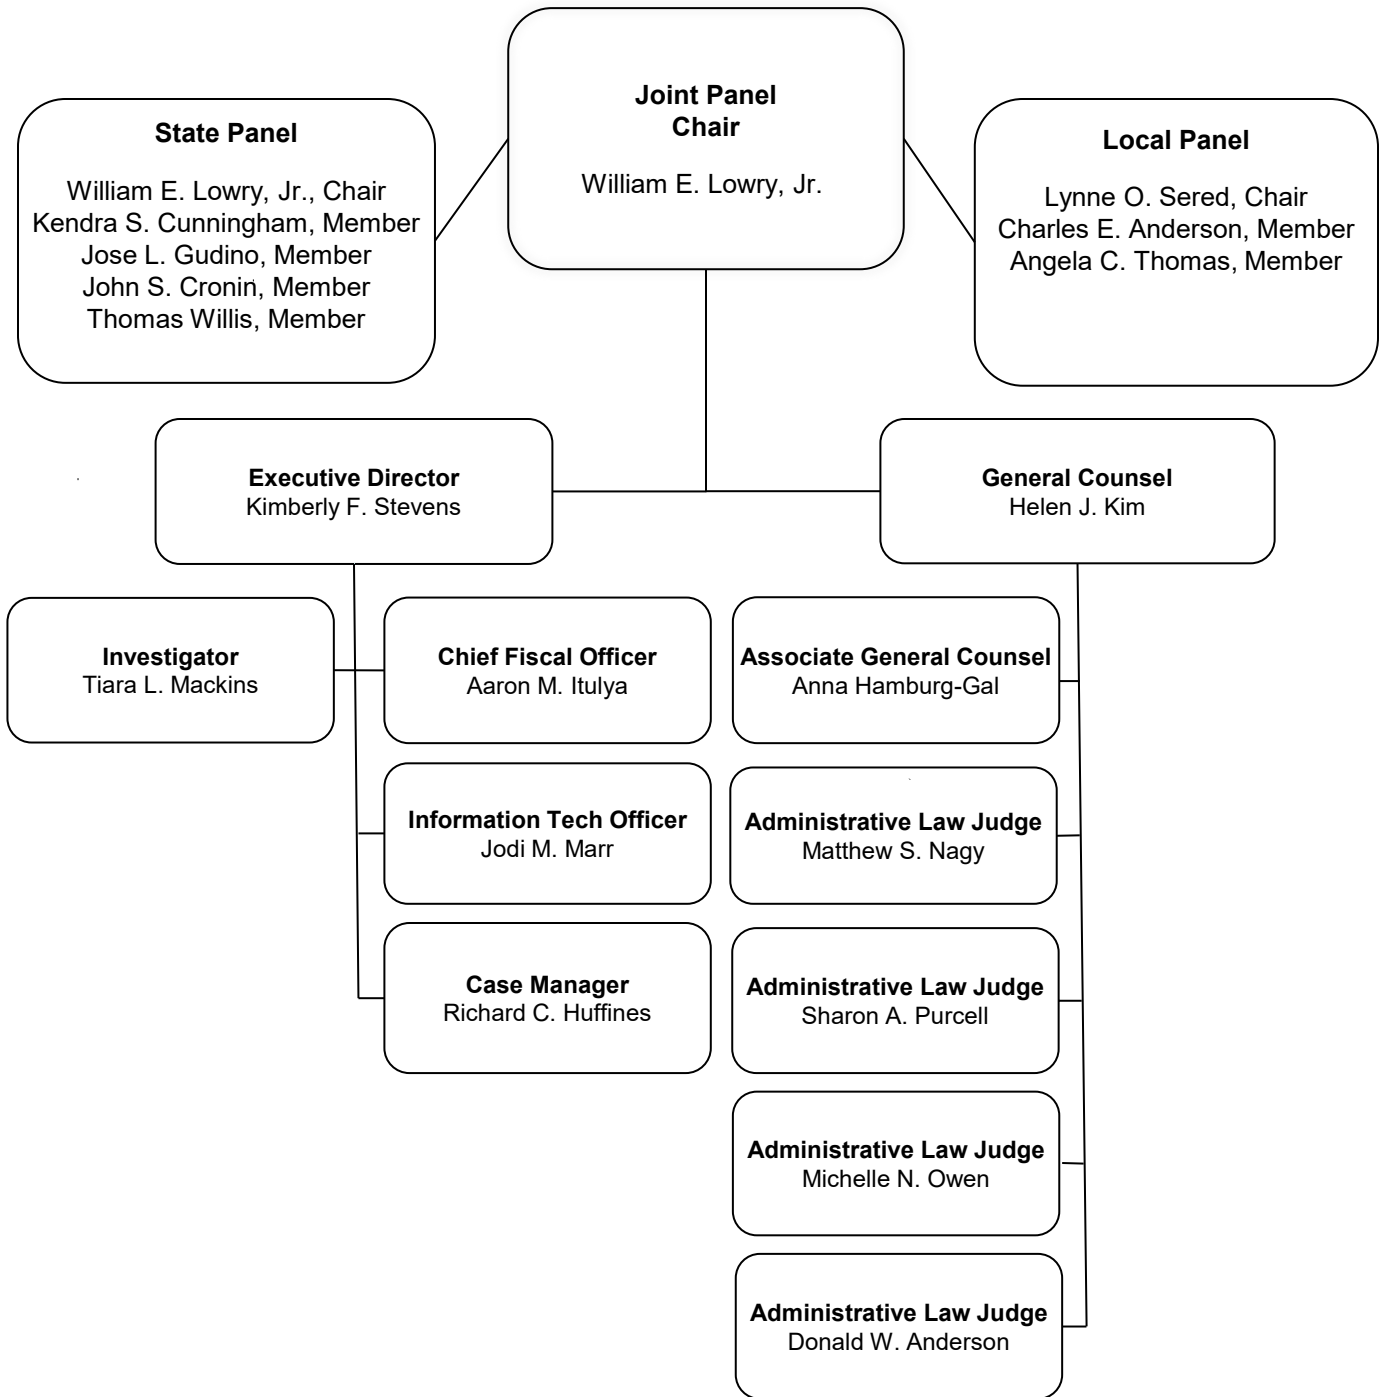 Joint Panel
Chair
William E. Lowry, Jr.
State Panel
William E. Lowry, Jr., Chair
Kendra S. Cunningham, Member
Jose L. Gudino, Member
John S. Cronin, Member
Thomas Willis, Member
Local Panel
Lynne O. Sered, Chair
Charles E. Anderson, Member
Angela C. Thomas, Member
Executive Director
Kimberly F. Stevens
General Counsel
Helen J. Kim
Investigator
Tiara L. Mackins
Chief Fiscal Officer
Aaron M. Itulya
Information Tech Officer
Jodi M. Marr
Case Manager
Richard C. Huffines
Associate General Counsel
Anna Hamburg-Gal
Administrative Law Judge
Matthew S. Nagy
Administrative Law Judge
Sharon A. Purcell
Administrative Law Judge
Michelle N. Owen
Administrative Law Judge
Donald W. Anderson